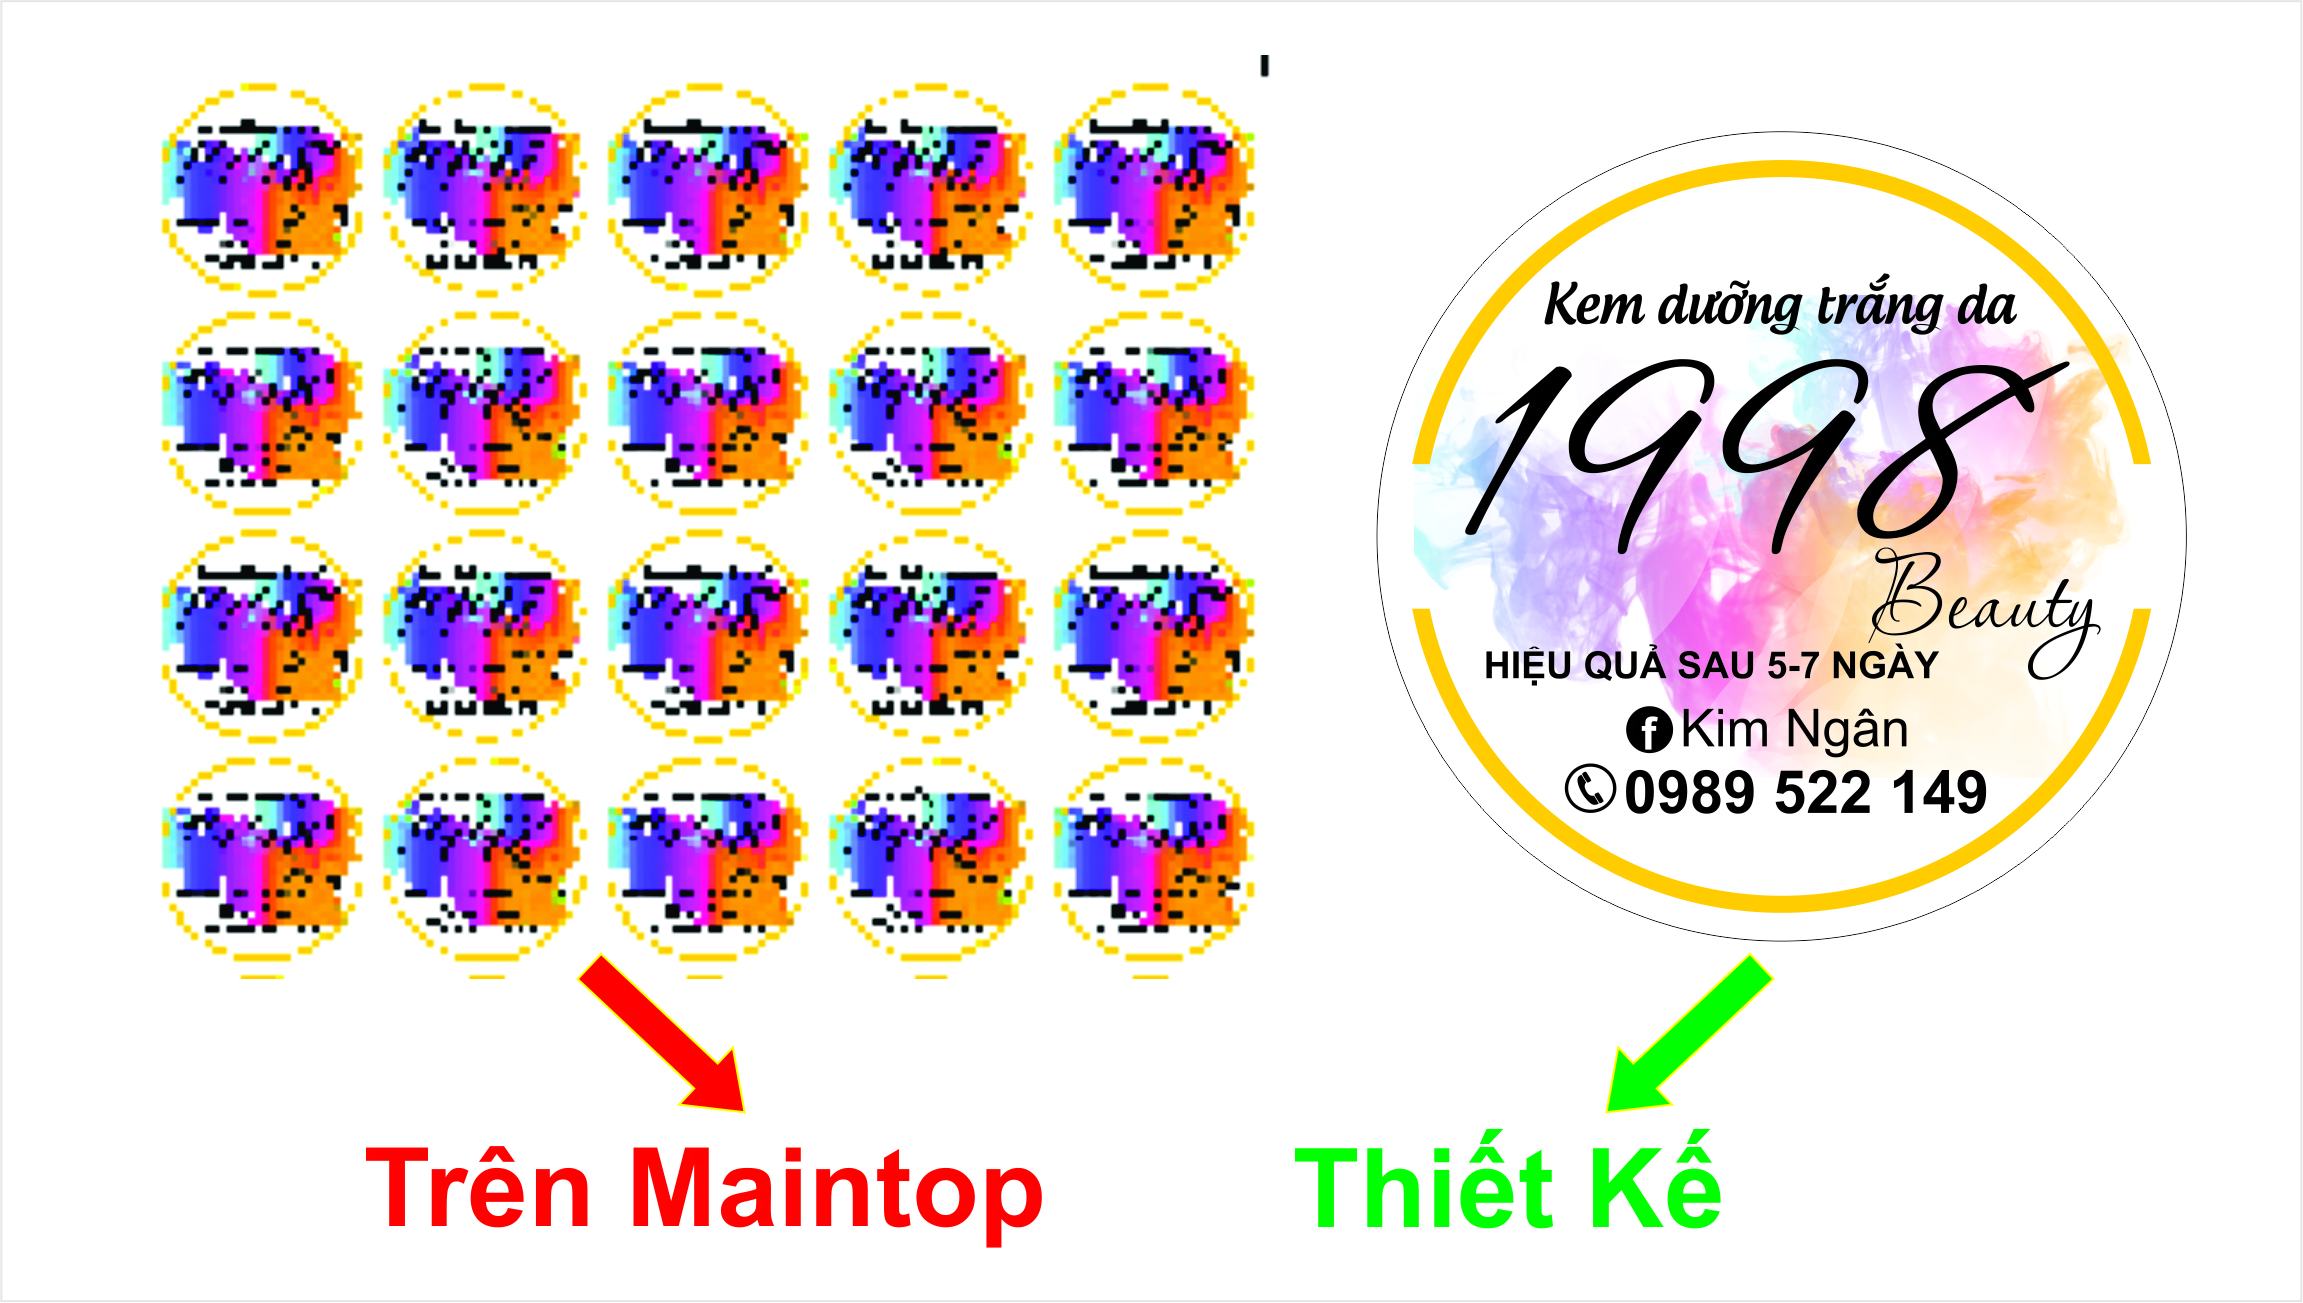 Kem dưỡng trắng da
1998
Beauty
HIỆU QUẢ SAU 5-7 NGÀY
Kim Ngân
0989 522 149
Trên Maintop
Thiết Kế